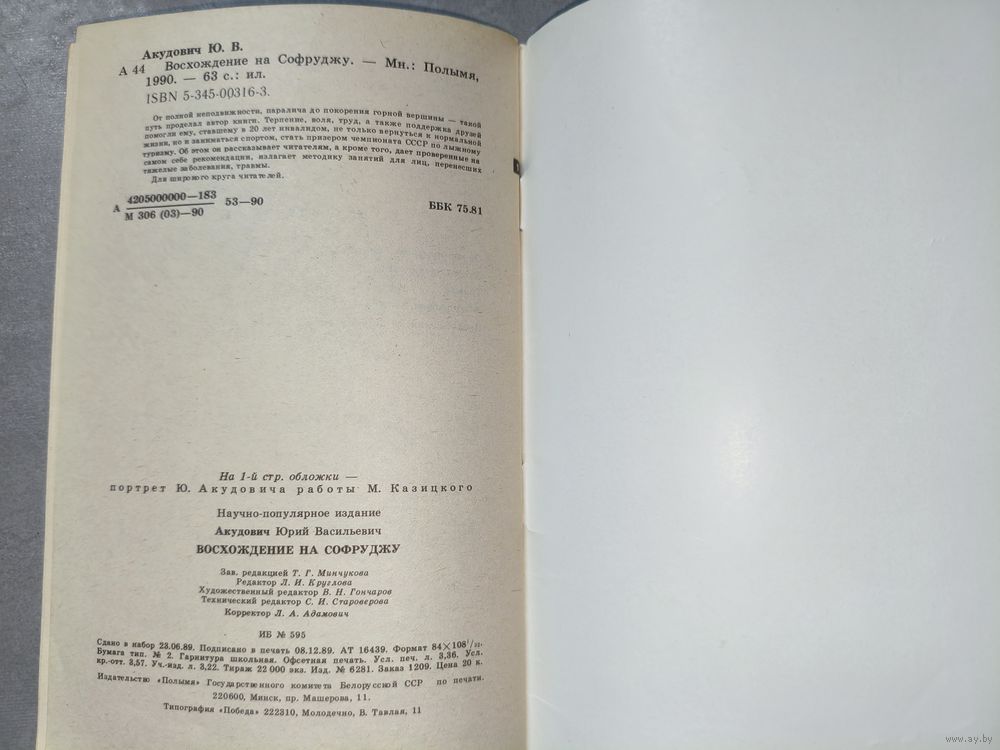 Акудович Ю. В.
А 44 Восхождение на Софруджу. — Мн.: Полымя,
1990. — 63 с.: ил.
ISBN 5-345-00316-3.
От полной неподвижности, паралича до покорения горной вершины — такой
путь проделал автор книги. Терпение, воля, труд, а также поддержка друзей
помогли ему, ставшему в 20 лет инвалидом, не только вернуться к нормальной
жизни, но и заниматься спортом, стать призером чемпионата СССР по лыжному
туризму. Об этом он рассказывает читателям, а кроме того, дает проверенные на
самом себе рекомендации, излагает методику занятий для лиц, перенесших
тяжелые заболевания, травмы.
Для широкого круга читателей.
А 4205000000—183 53—90
М 306 (03)—90
ББК 75.81
На 1-й стр. обложки —
портрет Ю. Акудовича работы М. Казицкого
Научно-популярное издание
Акудович Юрий Васильевич
ВОСХОЖДЕНИЕ НА СОФРУДЖУ
Зав. редакцией Т. Г. Минчукова
Редактор Л. И. Круглова
Художественный редактор В. Н. Гончаров
Технический редактор С. И. Староверова
Корректор Л. А. Адамович
ИБ № 595
Сдано в набор 23.06.89. Подписано в печать 08.12.89. АТ 16439. Формат 84×108¹/₃₂.
Бумага тип. № 2. Гарнитура школьная. Офсетная печать. Усл. печ. л. 3,36. Усл.
кр.-отт. 3,57. Уч.-изд. л. 3,22. Тираж 22 000 экз. Изд. № 6281. Заказ 1209. Цена 20 к.
Издательство «Полымя» Государственного комитета Белорусской ССР по печати.
220600, Минск, пр. Машерова, 11.
Типография «Победа» 222310, Молодечно, В. Тавлая, 11
www.ay.by